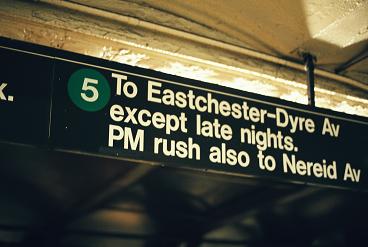 x.
5 To Eastchester-Dyre Av
except late nights.
PM rush also to Nereid Av